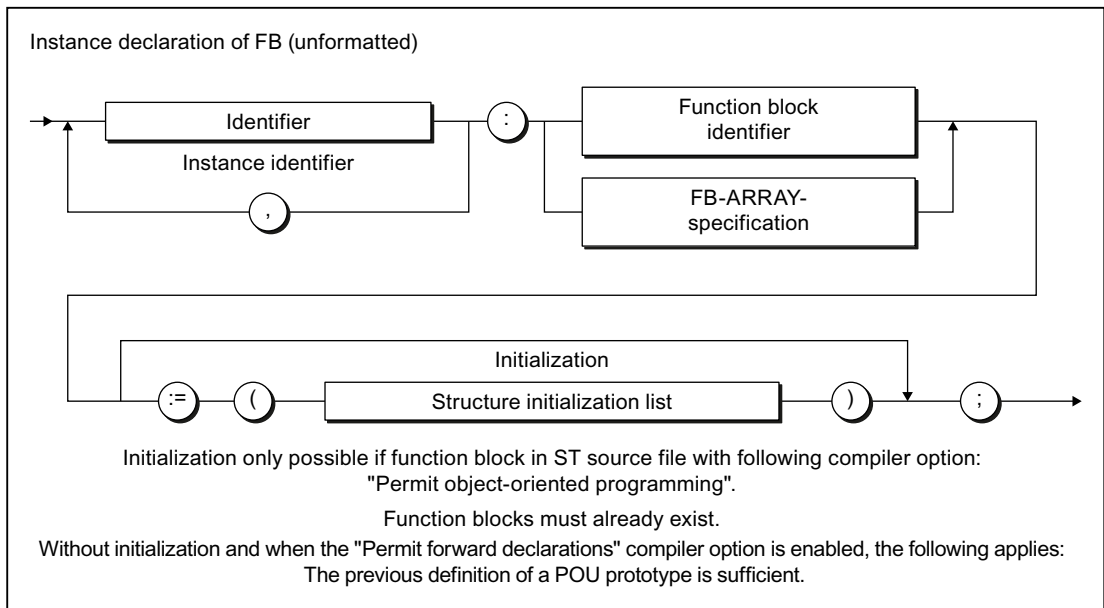 Instance declaration of FB (unformatted)
Identifier
:
Function block
identifier
Instance identifier
,
FB-ARRAY-
specification
Initialization
:=
(
Structure initialization list
)
;
Initialization only possible if function block in ST source file with following compiler option:
"Permit object-oriented programming".
Function blocks must already exist.
Without initialization and when the "Permit forward declarations" compiler option is enabled, the following applies:
The previous definition of a POU prototype is sufficient.